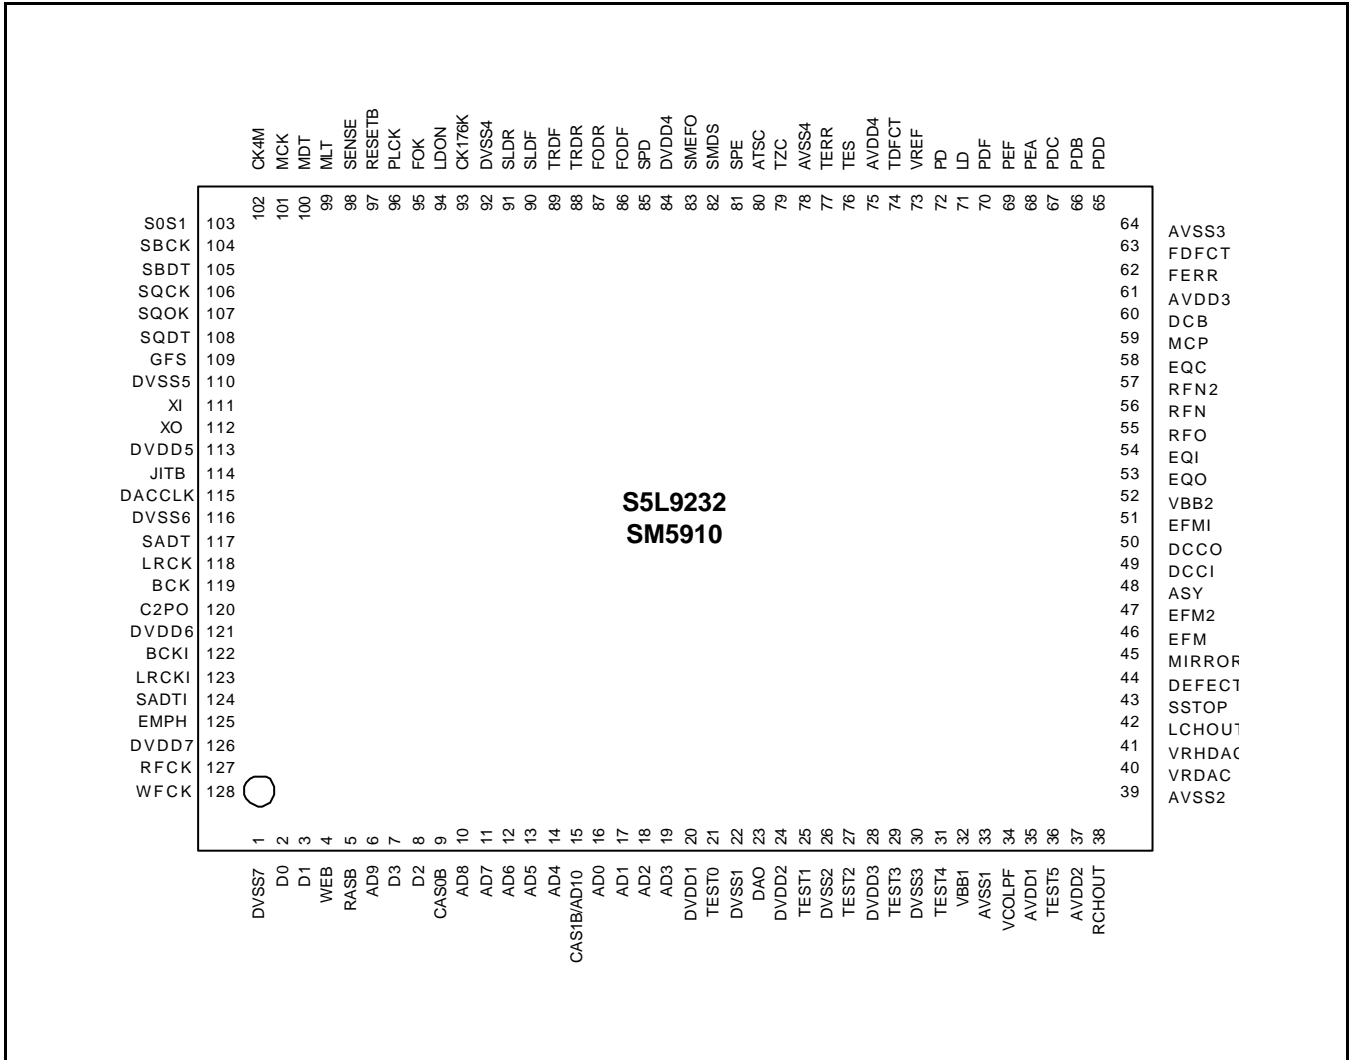 CK4M MCK MDT MLT SENSE RESETB PLCK FOK LDON CK176K DVSS4 SLDR SLDF TRDF TRDR FODR FODF SPD DVDD4 SMEFO SMDS SPE ATSC TZC AVSS4 TERR TES AVDD4 TDFCT VREF PD LD PDF PEF PEA PDC PDB PDD
102 101 100 99 98 97 96 95 94 93 92 91 90 89 88 87 86 85 84 83 82 81 80 79 78 77 76 75 74 73 72 71 70 69 68 67 66 65
S0S1 103
SBCK 104
SBDT 105
SQCK 106
SQOK 107
SQDT 108
GFS 109
DVSS5 110
XI 111
XO 112
DVDD5 113
JITB 114
DACCLK 115
DVSS6 116
SADT 117
LRCK 118
BCK 119
C2PO 120
DVDD6 121
BCKI 122
LRCKI 123
SADTI 124
EMPH 125
DVDD7 126
RFCK 127
WFCK 128
S5L9232
SM5910
64 AVSS3
63 FDFCT
62 FERR
61 AVDD3
60 DCB
59 MCP
58 EQC
57 RFN2
56 RFN
55 RFO
54 EQI
53 EQO
52 VBB2
51 EFMI
50 DCCO
49 DCCI
48 ASY
47 EFM2
46 EFM
45 MIRROR
44 DEFECT
43 SSTOP
42 LCHOUT
41 VRHDAC
40 VRDAC
39 AVSS2
1 2 3 4 5 6 7 8 9 10 11 12 13 14 15 16 17 18 19 20 21 22 23 24 25 26 27 28 29 30 31 32 33 34 35 36 37 38
DVSS7 D0 D1 WEB RASB AD9 D3 D2 CAS0B AD8 AD7 AD6 AD5 AD4 CAS1B/AD10 AD0 AD1 AD2 AD3 DVDD1 TEST0 DVSS1 DAO DVDD2 TEST1 DVSS2 TEST2 DVDD3 TEST3 DVSS3 TEST4 VBB1 AVSS1 VCOLPF AVDD1 TEST5 AVDD2 RCHOUT